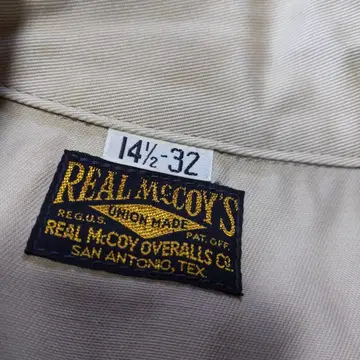 14½-32
REAL McCOY'S
REG.U.S. UNION MADE PAT. OFF.
REAL McCOY OVERALLS Co.
SAN ANTONIO, TEX.